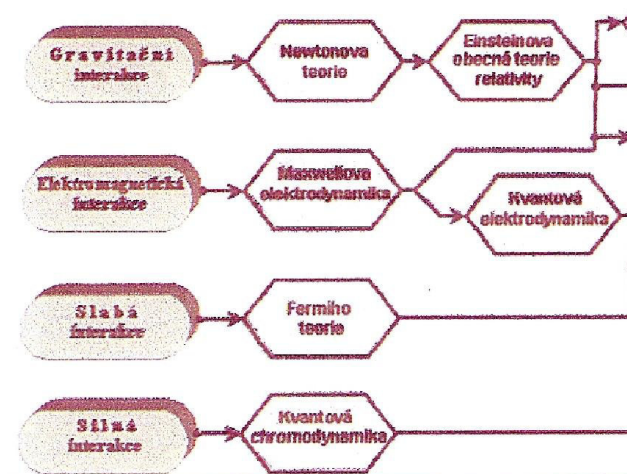 Gravitační
interakce
Newtonova
teorie
Einsteinova
obecná teorie
relativity
Elektromagnetická
interakce
Maxwellova
elektrodynamika
Kvantová
elektrodynamika
Slabá
interakce
Fermiho
teorie
Silná
interakce
Kvantová
chromodynamika